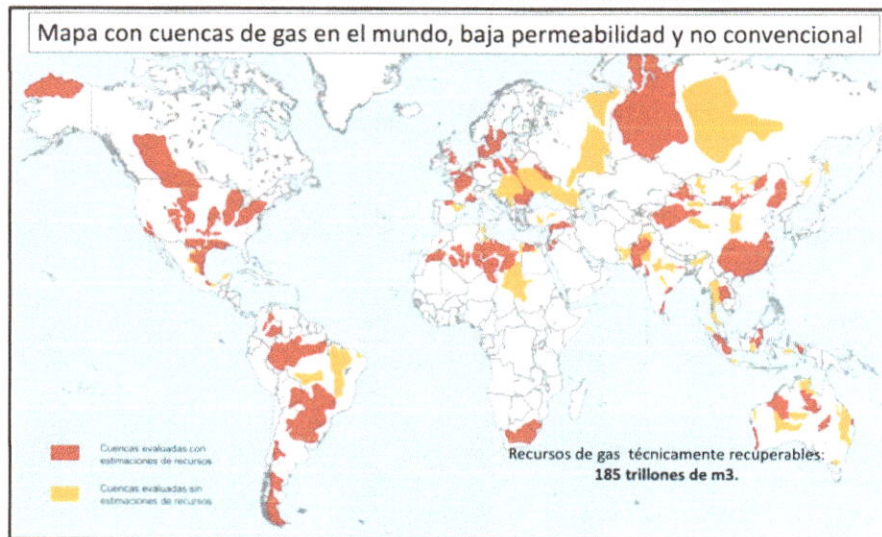 Mapa con cuencas de gas en el mundo, baja permeabilidad y no convencional
Cuencas evaluadas con
estimaciones de recursos
Cuencas evaluadas sin
estimaciones de recursos
Recursos de gas técnicamente recuperables:
185 trillones de m3.